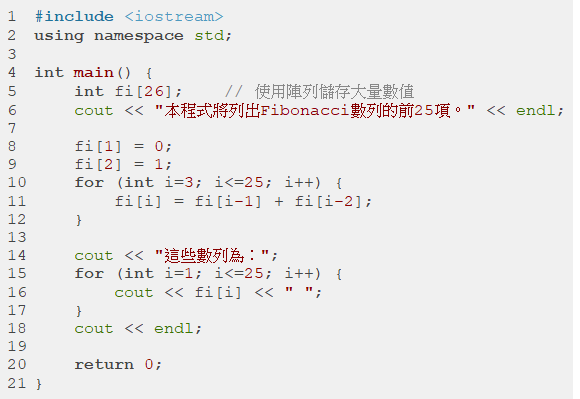 1 #include <iostream>
2 using namespace std;
3
4 int main() {
5     int fi[26];    // 使用陣列儲存大量數值
6     cout << "本程式將列出Fibonacci數列的前25項。" << endl;
7
8     fi[1] = 0;
9     fi[2] = 1;
10     for (int i=3; i<=25; i++) {
11         fi[i] = fi[i-1] + fi[i-2];
12     }
13
14     cout << "這些數列為：";
15     for (int i=1; i<=25; i++) {
16         cout << fi[i] << " ";
17     }
18     cout << endl;
19
20     return 0;
21 }